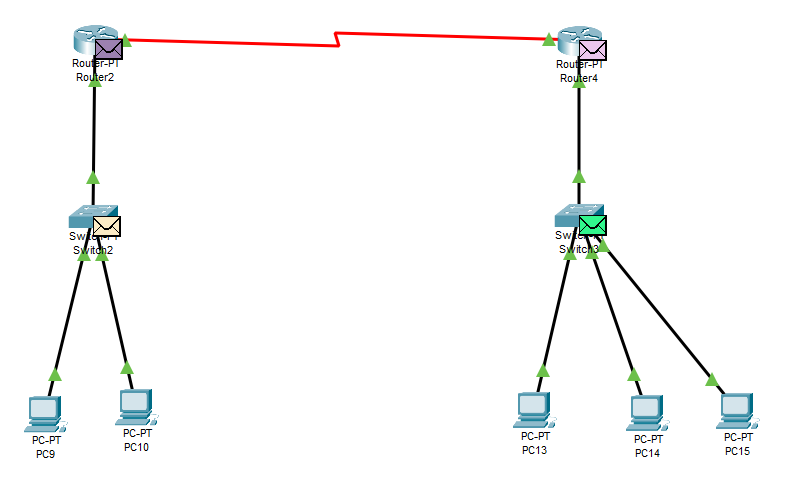 Router-PT
Router2
Router-PT
Router4
Switch2
Switch3
PC-PT
PC9
PC-PT
PC10
PC-PT
PC13
PC-PT
PC14
PC-PT
PC15